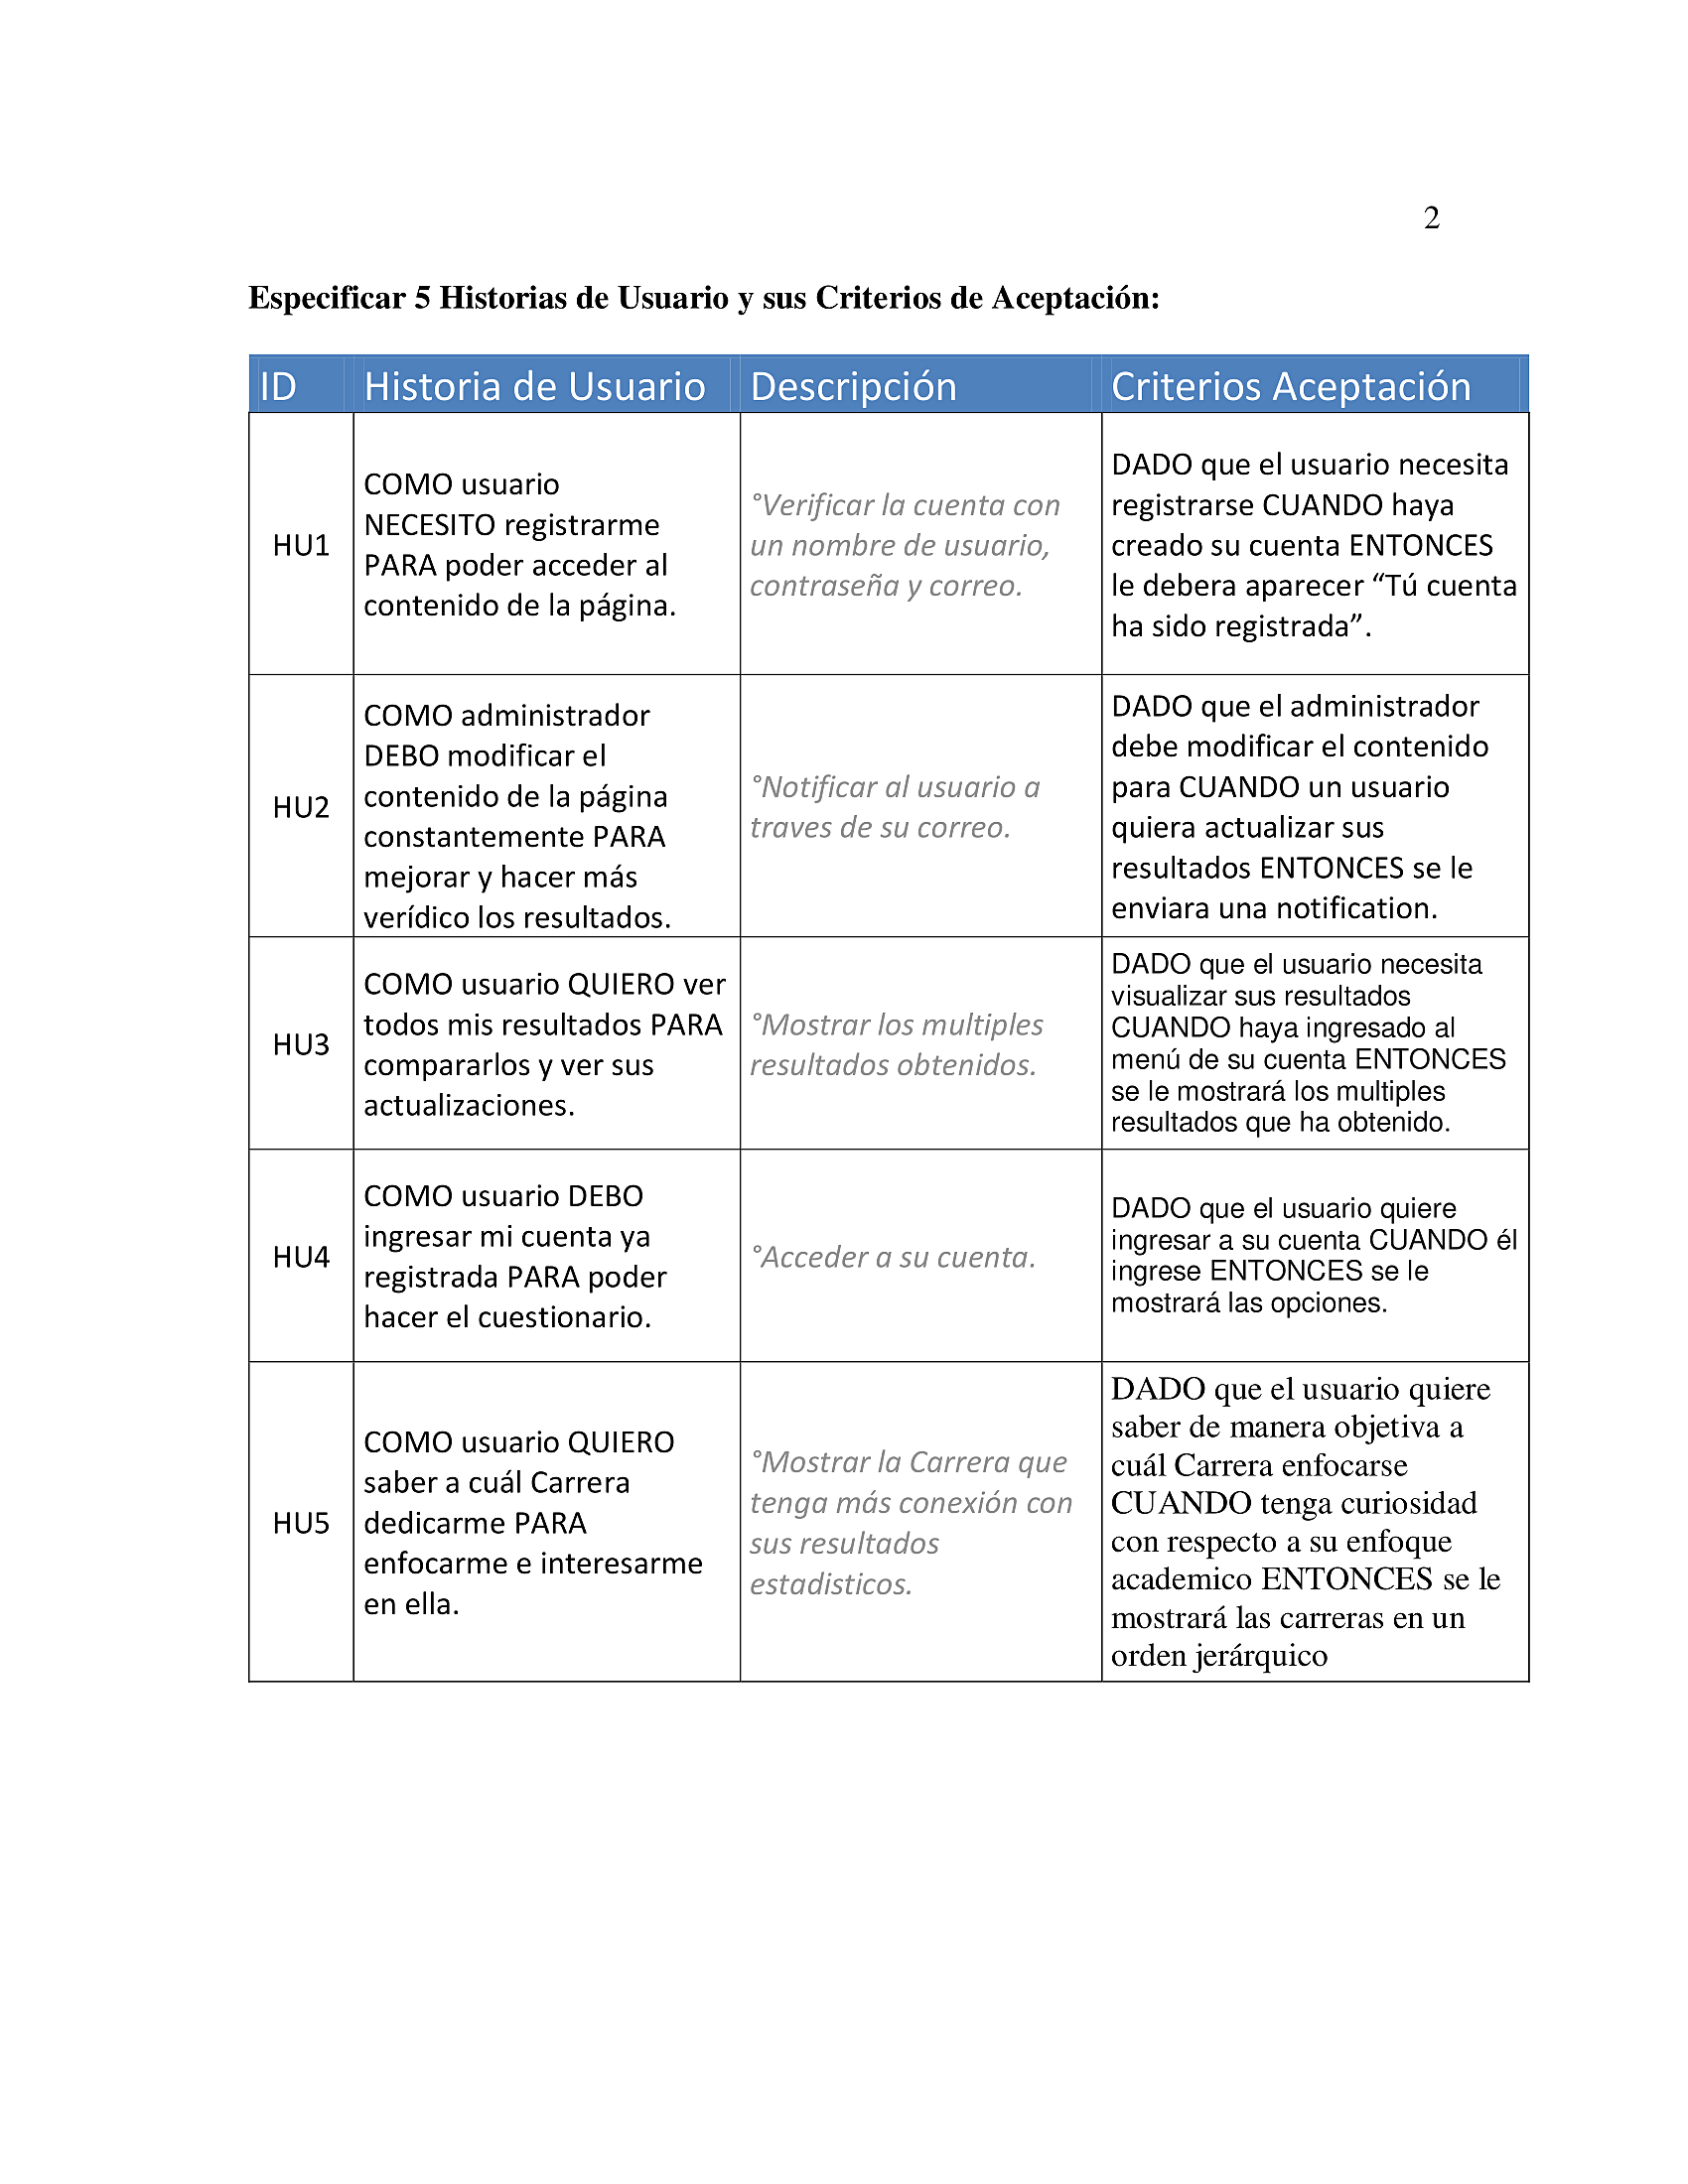 2
Especificar 5 Historias de Usuario y sus Criterios de Aceptación:
ID Historia de Usuario Descripción Criterios Aceptación
HU1
COMO usuario
NECESITO registrarme
PARA poder acceder al
contenido de la página.
°Verificar la cuenta con
un nombre de usuario,
contraseña y correo.
DADO que el usuario necesita
registrarse CUANDO haya
creado su cuenta ENTONCES
le debera aparecer “Tú cuenta
ha sido registrada”.
HU2
COMO administrador
DEBO modificar el
contenido de la página
constantemente PARA
mejorar y hacer más
verídico los resultados.
°Notificar al usuario a
traves de su correo.
DADO que el administrador
debe modificar el contenido
para CUANDO un usuario
quiera actualizar sus
resultados ENTONCES se le
enviara una notification.
HU3
COMO usuario QUIERO ver
todos mis resultados PARA
compararlos y ver sus
actualizaciones.
°Mostrar los multiples
resultados obtenidos.
DADO que el usuario necesita
visualizar sus resultados
CUANDO haya ingresado al
menú de su cuenta ENTONCES
se le mostrará los multiples
resultados que ha obtenido.
HU4
COMO usuario DEBO
ingresar mi cuenta ya
registrada PARA poder
hacer el cuestionario.
°Acceder a su cuenta.
DADO que el usuario quiere
ingresar a su cuenta CUANDO él
ingrese ENTONCES se le
mostrará las opciones.
HU5
COMO usuario QUIERO
saber a cuál Carrera
dedicarme PARA
enfocarme e interesarme
en ella.
°Mostrar la Carrera que
tenga más conexión con
sus resultados
estadisticos.
DADO que el usuario quiere
saber de manera objetiva a
cuál Carrera enfocarse
CUANDO tenga curiosidad
con respecto a su enfoque
academico ENTONCES se le
mostrará las carreras en un
orden jerárquico